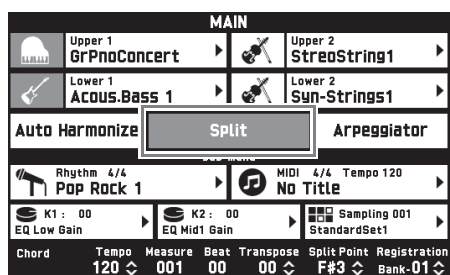 MAIN
Upper 1
GrPnoConcert
Upper 2
StreoString1
Lower 1
Acous.Bass 1
Lower 2
Syn-Strings1
Auto Harmonize
Split
Arpeggiator
Rhythm 4/4
Pop Rock 1
MIDI 4/4 Tempo 120
No Title
K1 : 00
EQ Low Gain
K2 : 00
EQ Mid1 Gain
Sampling 001
StandardSet1
Chord Tempo Measure Beat Transpose Split Point Registration
120 001 00 00 F#3 Bank-01